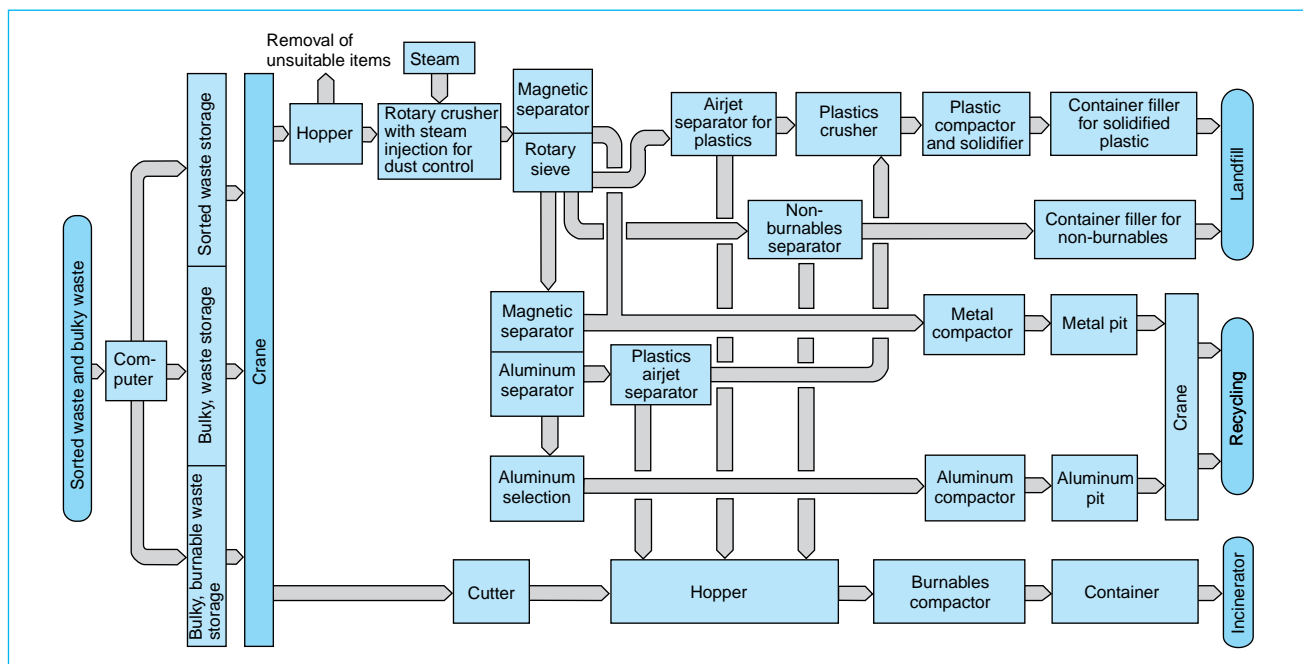 Sorted waste and bulky waste
Com-
puter
Sorted waste storage
Bulky, waste storage
Bulky, burnable waste
storage
Crane
Removal of
unsuitable items
Hopper
Steam
Rotary crusher
with steam
injection for
dust control
Magnetic
separator
Rotary
sieve
Airjet
separator for
plastics
Plastics
crusher
Plastic
compactor
and solidifier
Container filler
for solidified
plastic
Landfill
Non-
burnables
separator
Container filler for
non-burnables
Magnetic
separator
Aluminum
separator
Plastics
airjet
separator
Metal
compactor
Metal pit
Crane
Recycling
Aluminum
selection
Aluminum
compactor
Aluminum
pit
Cutter
Hopper
Burnables
compactor
Container
Incinerator